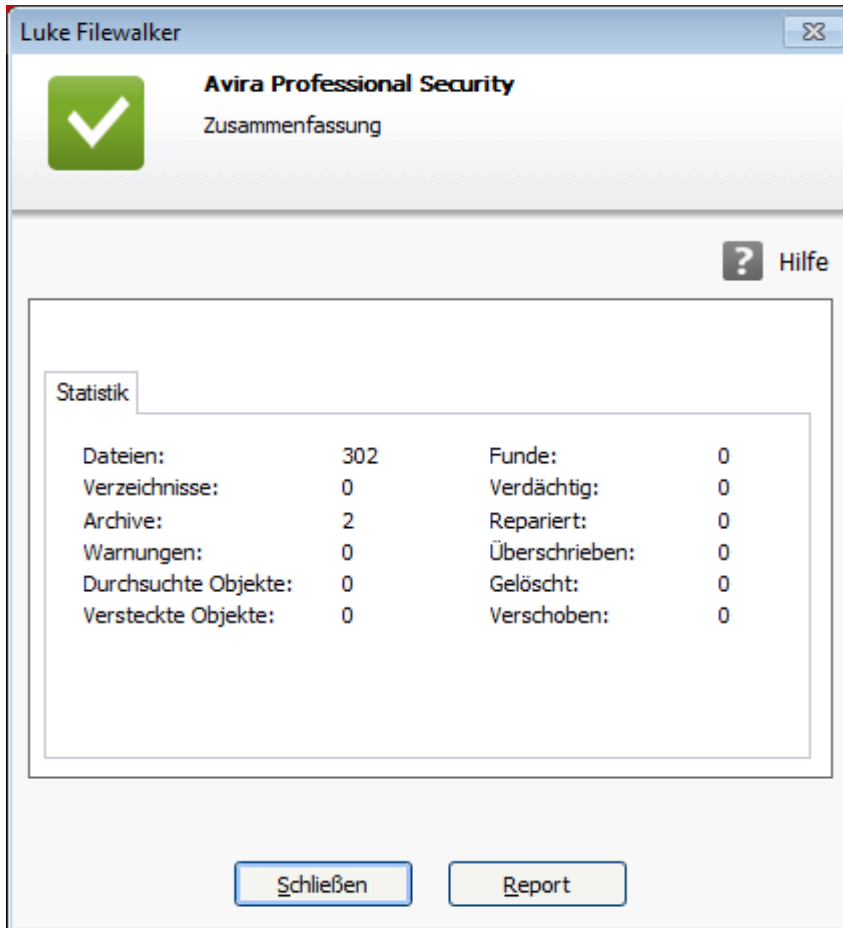 Luke Filewalker
Avira Professional Security
Zusammenfassung
? Hilfe
Statistik
Dateien: 302 Funde: 0
Verzeichnisse: 0 Verdächtig: 0
Archive: 2 Repariert: 0
Warnungen: 0 Überschrieben: 0
Durchsuchte Objekte: 0 Gelöscht: 0
Versteckte Objekte: 0 Verschoben: 0
Schließen Report